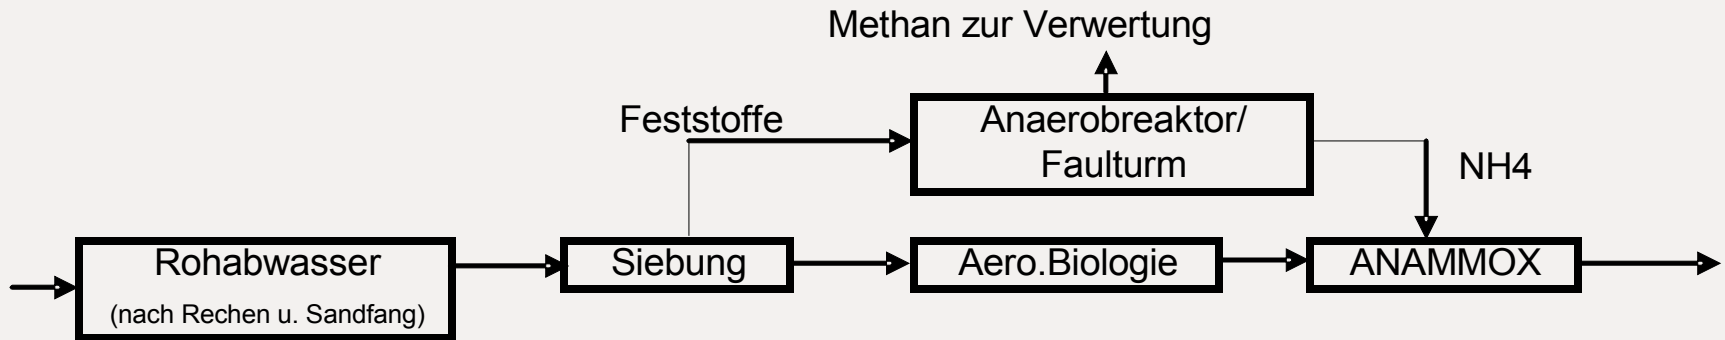 Methan zur Verwertung
Feststoffe
Anaerobreaktor/
Faulturm
NH4
Rohabwasser
(nach Rechen u. Sandfang)
Siebung
Aero.Biologie
ANAMMOX